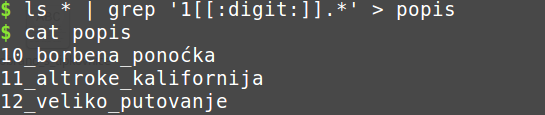 $ ls * | grep '1[[:digit:]].*' > popis
$ cat popis
10_borbena_ponoćka
11_altroke_kalifornija
12_veliko_putovanje